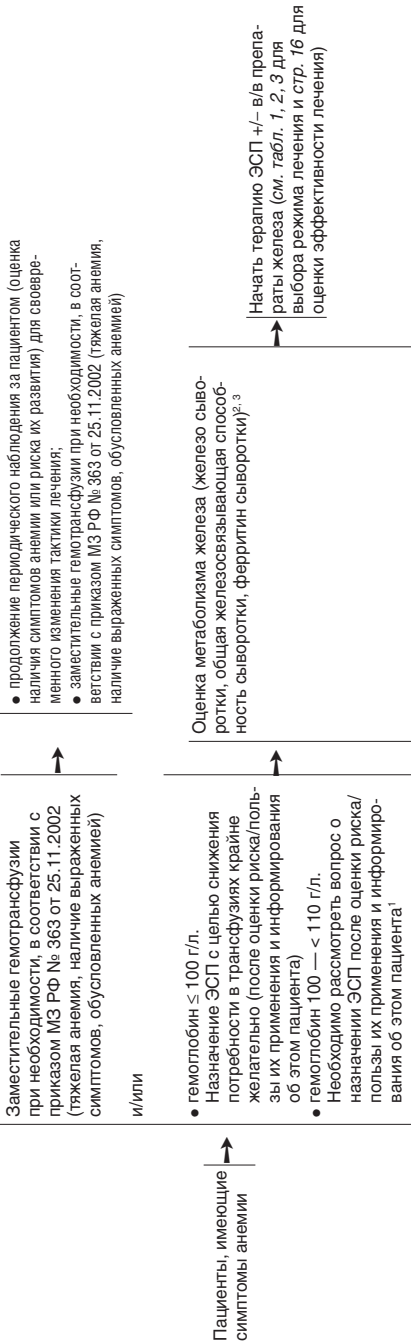 Пациенты, имеющие
симптомы анемии
Заместительные гемотрансфузии
при необходимости, в соответствии с
приказом МЗ РФ № 363 от 25.11.2002
(тяжелая анемия, наличие выраженных
симптомов, обусловленных анемией)
и/или
● гемоглобин ≤ 100 г/л.
Назначение ЭСП с целью снижения
потребности в трансфузиях крайне
желательно (после оценки риска/поль-
зы их применения и информирования
об этом пациента)
● гемоглобин 100 — < 110 г/л.
Необходимо рассмотреть вопрос о
назначении ЭСП после оценки риска/
пользы их применения и информиро-
вания об этом пациента¹
● продолжение периодического наблюдения за пациентом (оценка
наличия симптомов анемии или риска их развития) для своевре-
менного изменения тактики лечения;
● заместительные гемотрансфузии при необходимости, в соот-
ветствии с приказом МЗ РФ № 363 от 25.11.2002 (тяжелая анемия,
наличие выраженных симптомов, обусловленных анемией)
Оценка метаболизма железа (железо сыво-
ротки, общая железосвязывающая способ-
ность сыворотки, ферритин сыворотки)²,³
Начать терапию ЭСП +/– в/в препа-
раты железа (см. табл. 1, 2, 3 для
выбора режима лечения и стр. 16 для
оценки эффективности лечения)